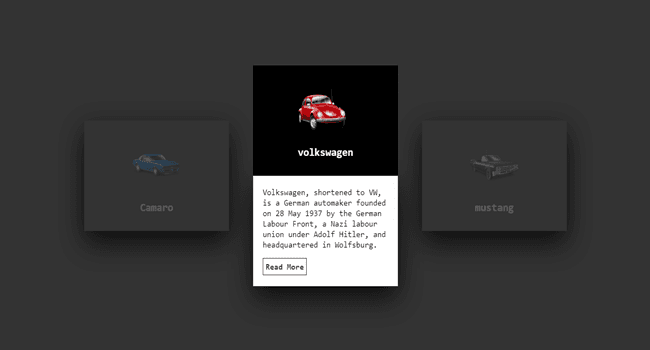 volkswagen
Volkswagen, shortened to VW,
is a German automaker founded
on 28 May 1937 by the German
Labour Front, a Nazi labour
union under Adolf Hitler, and
headquartered in Wolfsburg.
Read More
Camaro
mustang